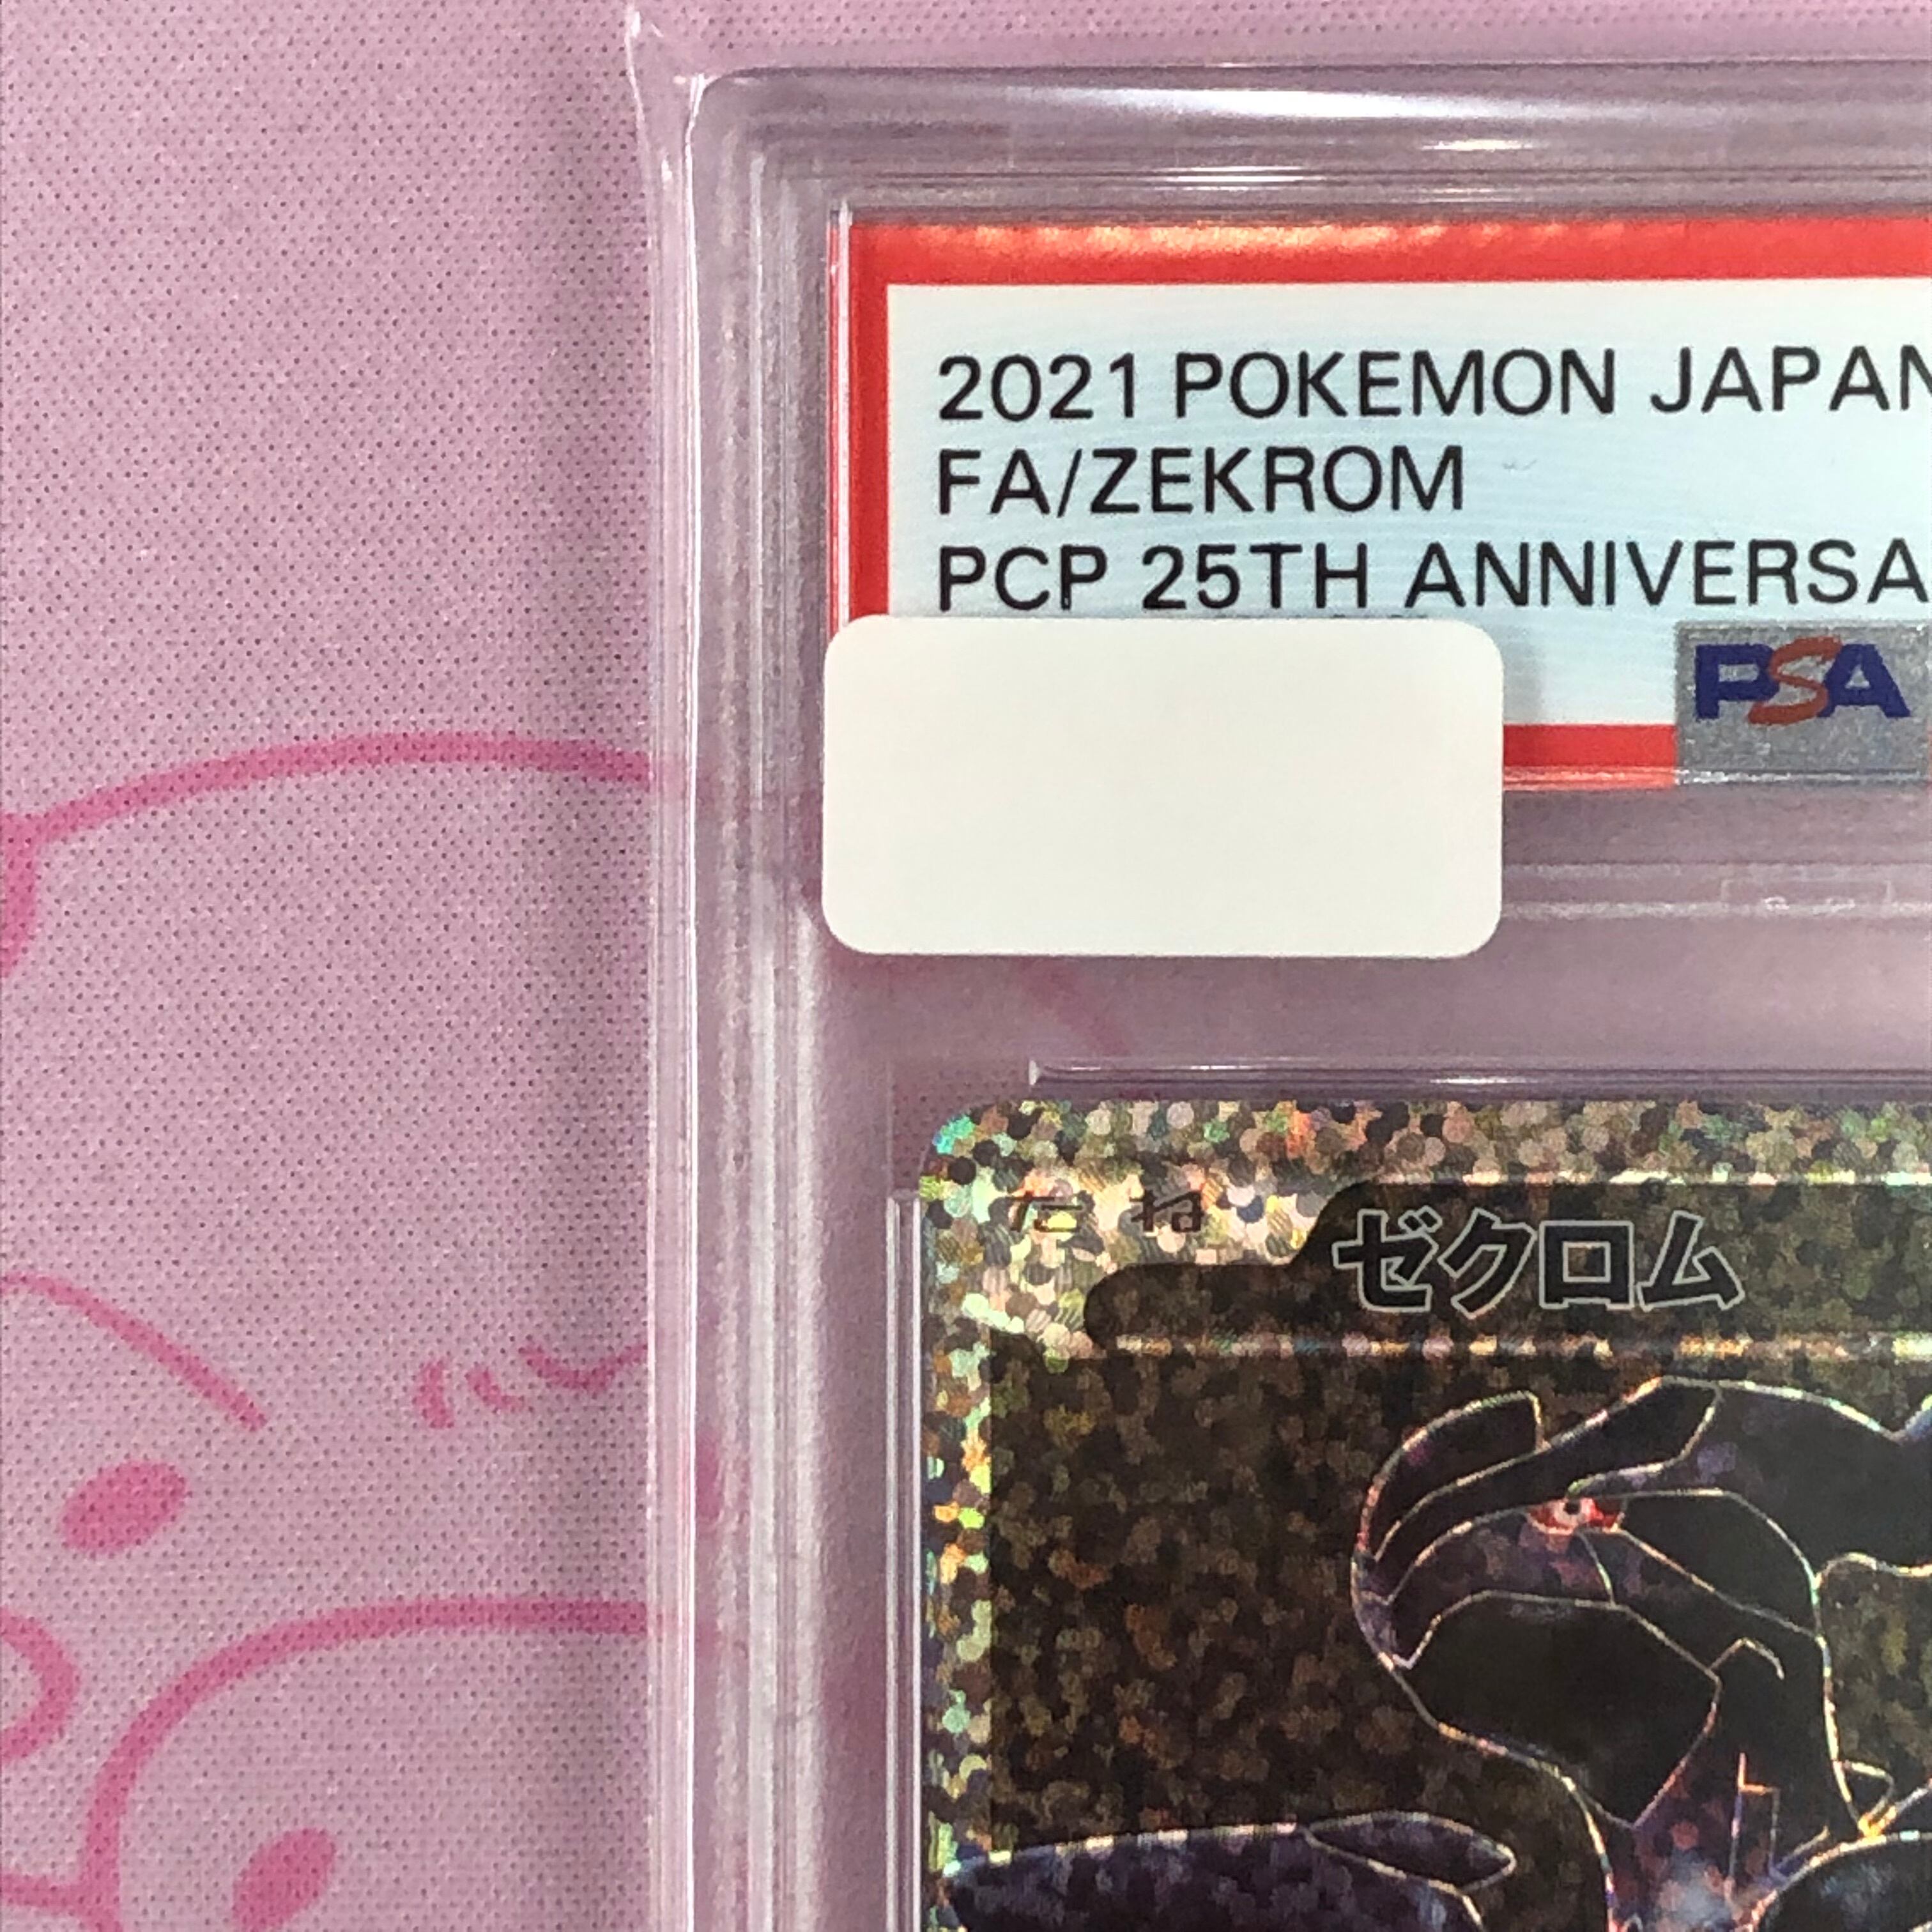 2021 POKEMON JAPAN
FA/ZEKROM
PCP 25TH ANNIVERSA
PSA
たね
ゼクロム